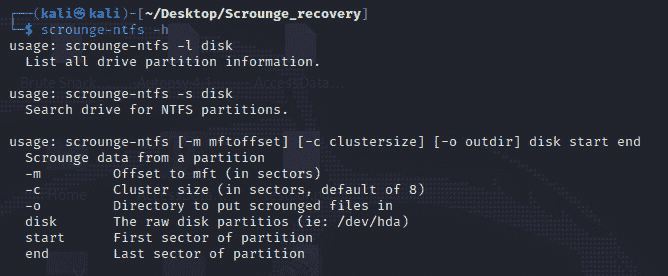 (kali㉿kali)-[~/Desktop/Scrounge_recovery]
$ scrounge-ntfs -h
usage: scrounge-ntfs -l disk
List all drive partition information.
usage: scrounge-ntfs -s disk
Search drive for NTFS partitions.
usage: scrounge-ntfs [-m mftoffset] [-c clustersize] [-o outdir] disk start end
Scrounge data from a partition
-m Offset to mft (in sectors)
-c Cluster size (in sectors, default of 8)
-o Directory to put scrounged files in
disk The raw disk partitios (ie: /dev/hda)
start First sector of partition
end Last sector of partition